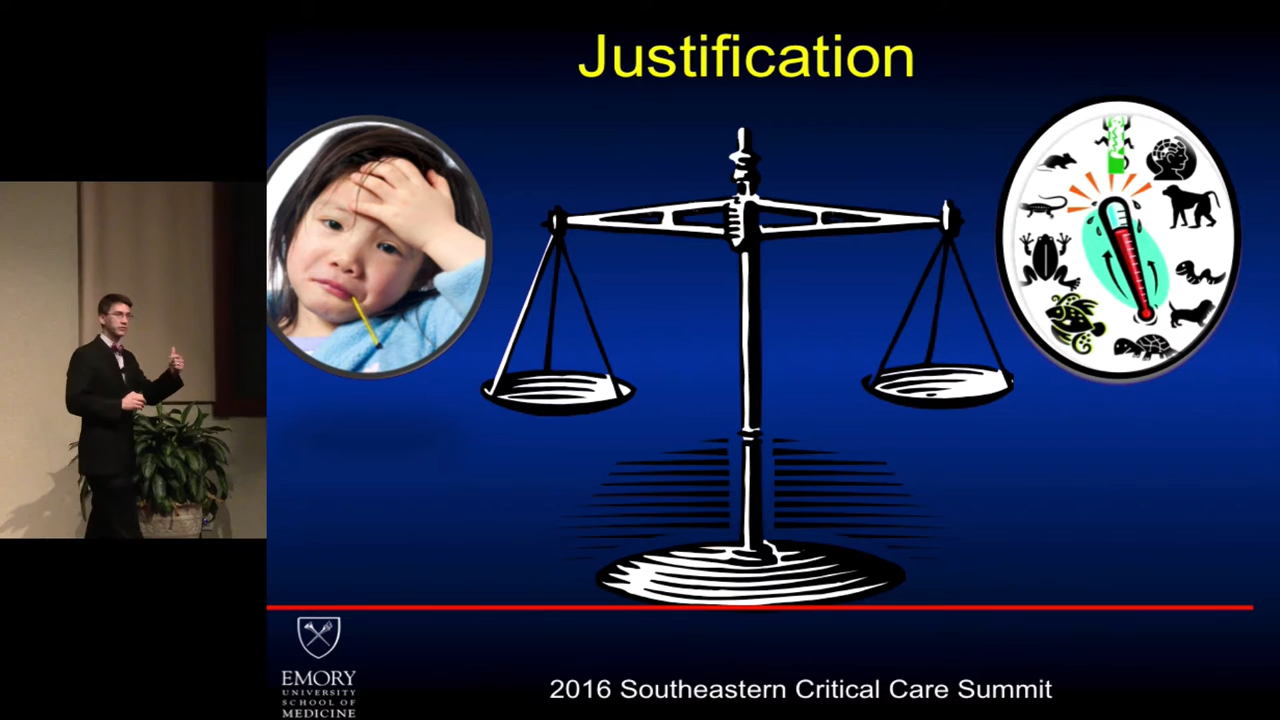 Justification
EMORY
UNIVERSITY
SCHOOL OF
MEDICINE
2016 Southeastern Critical Care Summit